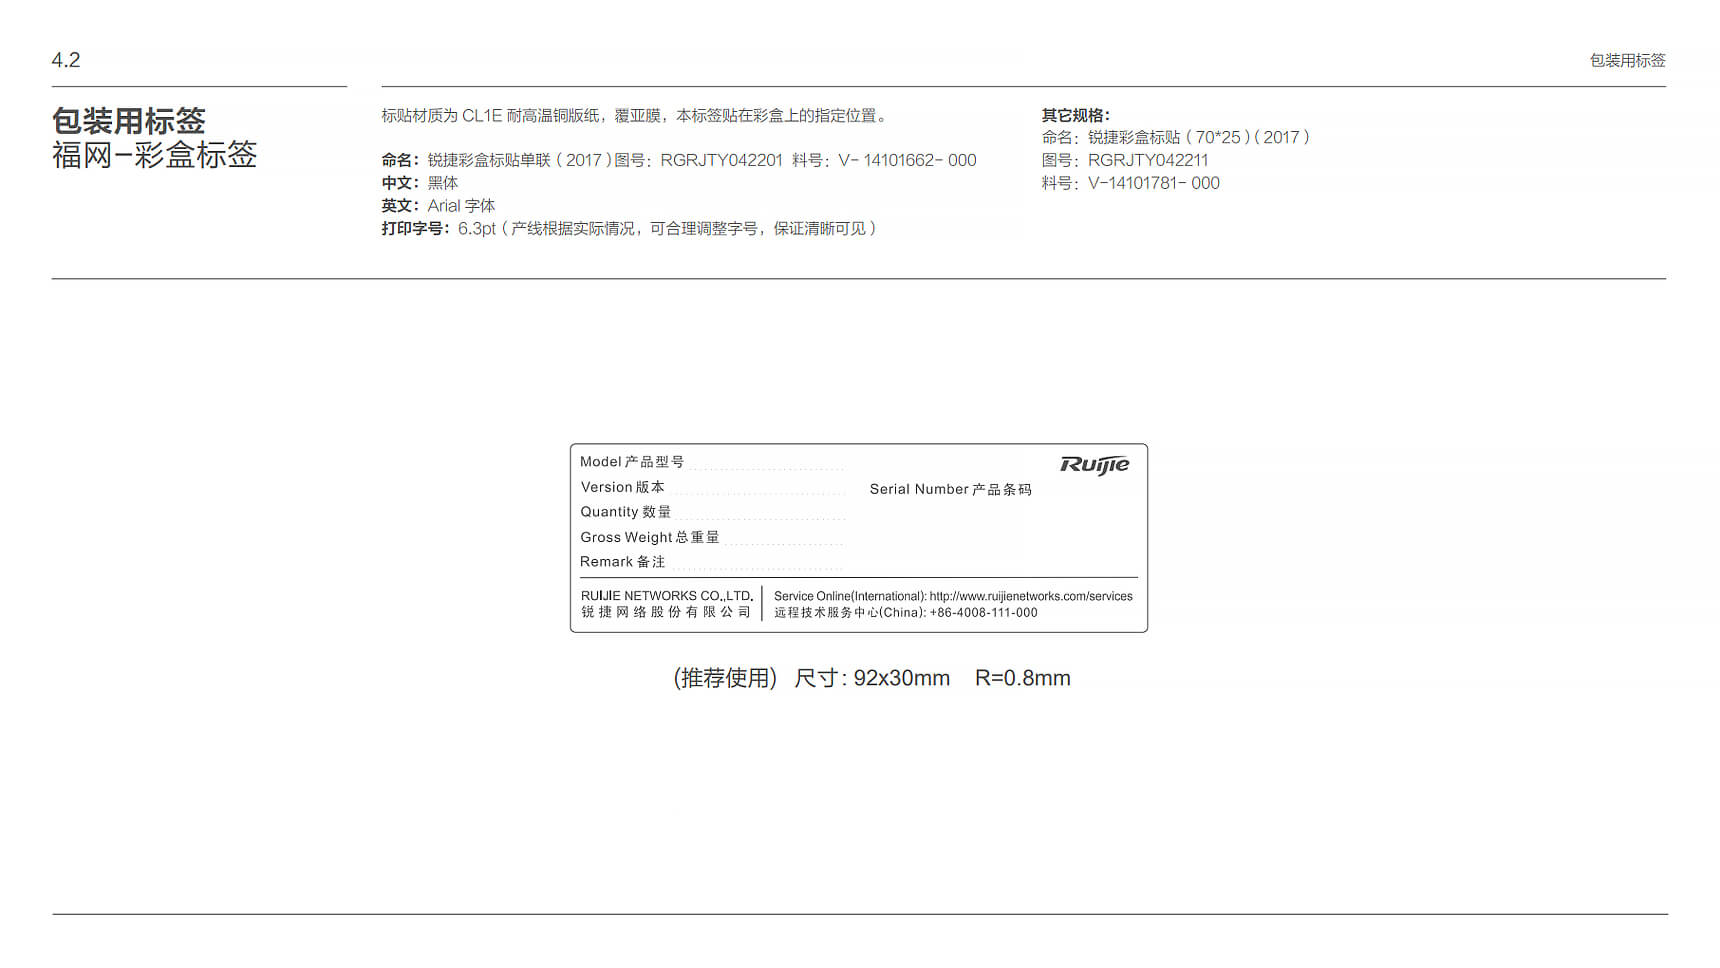 4.2
包装用标签
包装用标签
福网-彩盒标签
标贴材质为 CL1E 耐高温铜版纸，覆亚膜，本标签贴在彩盒上的指定位置。
命名：锐捷彩盒标贴单联（2017）图号：RGRJTY042201 料号：V- 14101662- 000
中文：黑体
英文：Arial 字体
打印字号：6.3pt（产线根据实际情况，可合理调整字号，保证清晰可见）
其它规格：
命名：锐捷彩盒标贴（70*25）（2017）
图号：RGRJTY042211
料号：V-14101781- 000
Model 产品型号
Version 版本
Quantity 数量
Gross Weight 总重量
Remark 备注
Ruijie
Serial Number 产品条码
RUIJIE NETWORKS CO.,LTD.
锐捷网络股份有限公司
Service Online(International): http://www.ruijienetworks.com/services
远程技术服务中心(China): +86-4008-111-000
(推荐使用) 尺寸: 92x30mm R=0.8mm